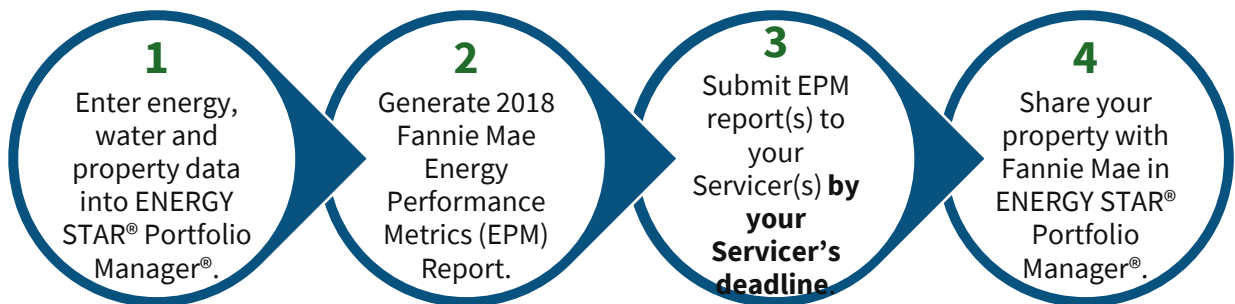 1
Enter energy,
water and
property data
into ENERGY
STAR® Portfolio
Manager®.
2
Generate 2018
Fannie Mae
Energy
Performance
Metrics (EPM)
Report.
3
Submit EPM
report(s) to
your
Servicer(s) by
your
Servicer's
deadline.
4
Share your
property with
Fannie Mae in
ENERGY STAR®
Portfolio
Manager®.